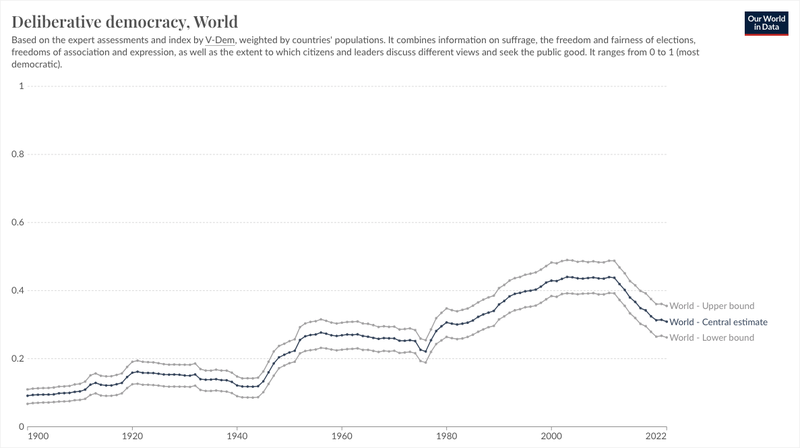 Deliberative democracy, World
Our World
in Data
Based on the expert assessments and index by V-Dem, weighted by countries' populations. It combines information on suffrage, the freedom and fairness of elections,
freedoms of association and expression, as well as the extent to which citizens and leaders discuss different views and seek the public good. It ranges from 0 to 1 (most
democratic).
1
0.8
0.6
0.4
World - Upper bound
World - Central estimate
World - Lower bound
0.2
0
1900 1920 1940 1960 1980 2000 2022